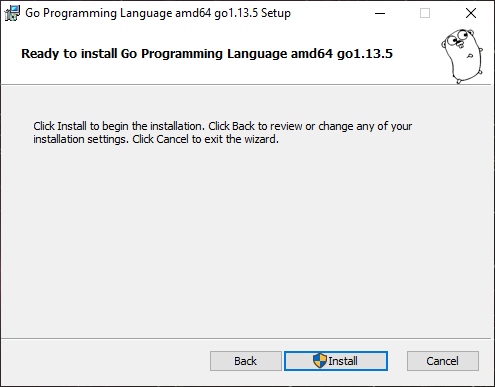 Go Programming Language amd64 go1.13.5 Setup
Ready to install Go Programming Language amd64 go1.13.5
Click Install to begin the installation. Click Back to review or change any of your
installation settings. Click Cancel to exit the wizard.
Back
Install
Cancel